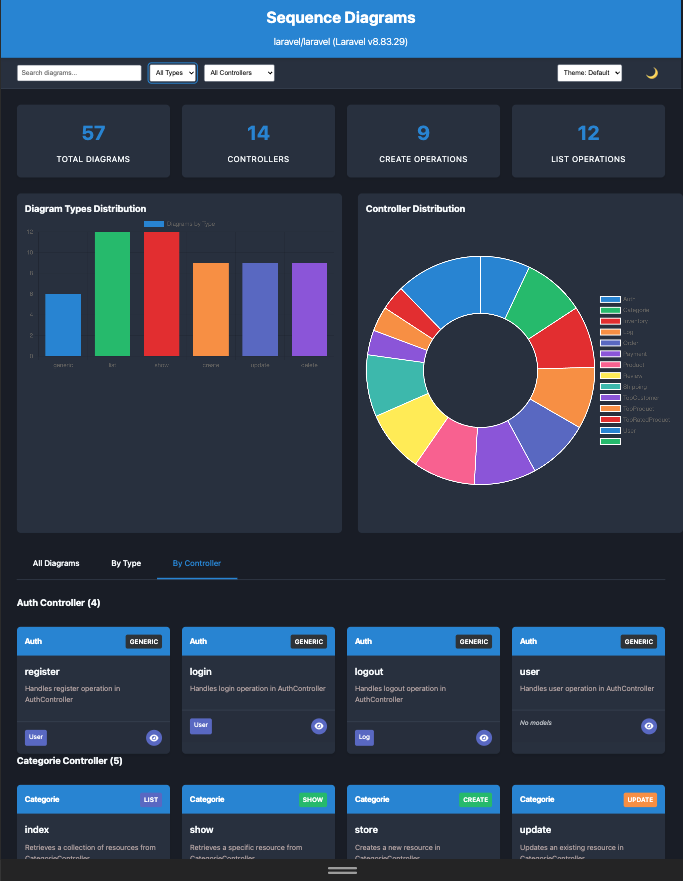 Sequence Diagrams
laravel/laravel (Laravel v8.83.29)
Search diagrams...
All Types
All Controllers
Theme: Default
57
TOTAL DIAGRAMS
14
CONTROLLERS
9
CREATE OPERATIONS
12
LIST OPERATIONS
Diagram Types Distribution
Diagrams by Type
12
10
8
6
4
2
0
generic
list
show
create
update
delete
Controller Distribution
Auth
Categorie
Inventory
Log
Order
Payment
Product
Review
Shipping
TopCustomer
TopProduct
TopRatedProduct
User
All Diagrams
By Type
By Controller
Auth Controller (4)
Auth
GENERIC
register
Handles register operation in
AuthController
User
Auth
GENERIC
login
Handles login operation in AuthController
User
Auth
GENERIC
logout
Handles logout operation in
AuthController
Log
Auth
GENERIC
user
Handles user operation in AuthController
No models
Categorie Controller (5)
Categorie
LIST
index
Retrieves a collection of resources from
CategorieController
Categorie
SHOW
show
Retrieves a specific resource from
CategorieController
Categorie
CREATE
store
Creates a new resource in
CategorieController
Categorie
UPDATE
update
Updates an existing resource in
CategorieController